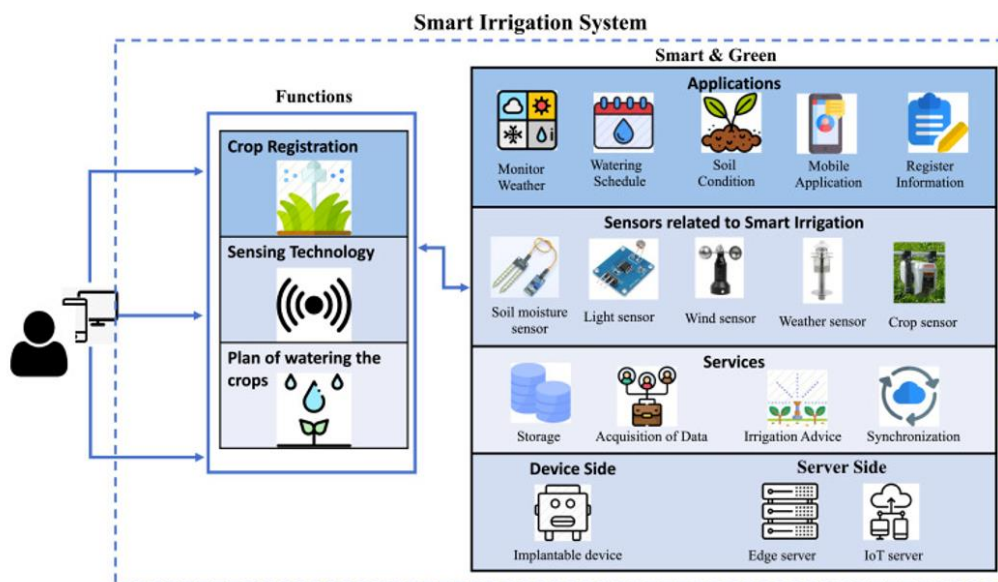 Smart Irrigation System
Functions
Crop Registration
Sensing Technology
Plan of watering the
crops
Smart & Green
Applications
Monitor
Weather
Watering
Schedule
Soil
Condition
Mobile
Application
Register
Information
Sensors related to Smart Irrigation
Soil moisture
sensor
Light sensor
Wind sensor
Weather sensor
Crop sensor
Services
Storage
Acquisition of Data
Irrigation Advice
Synchronization
Device Side
Implantable device
Server Side
Edge server
IoT server